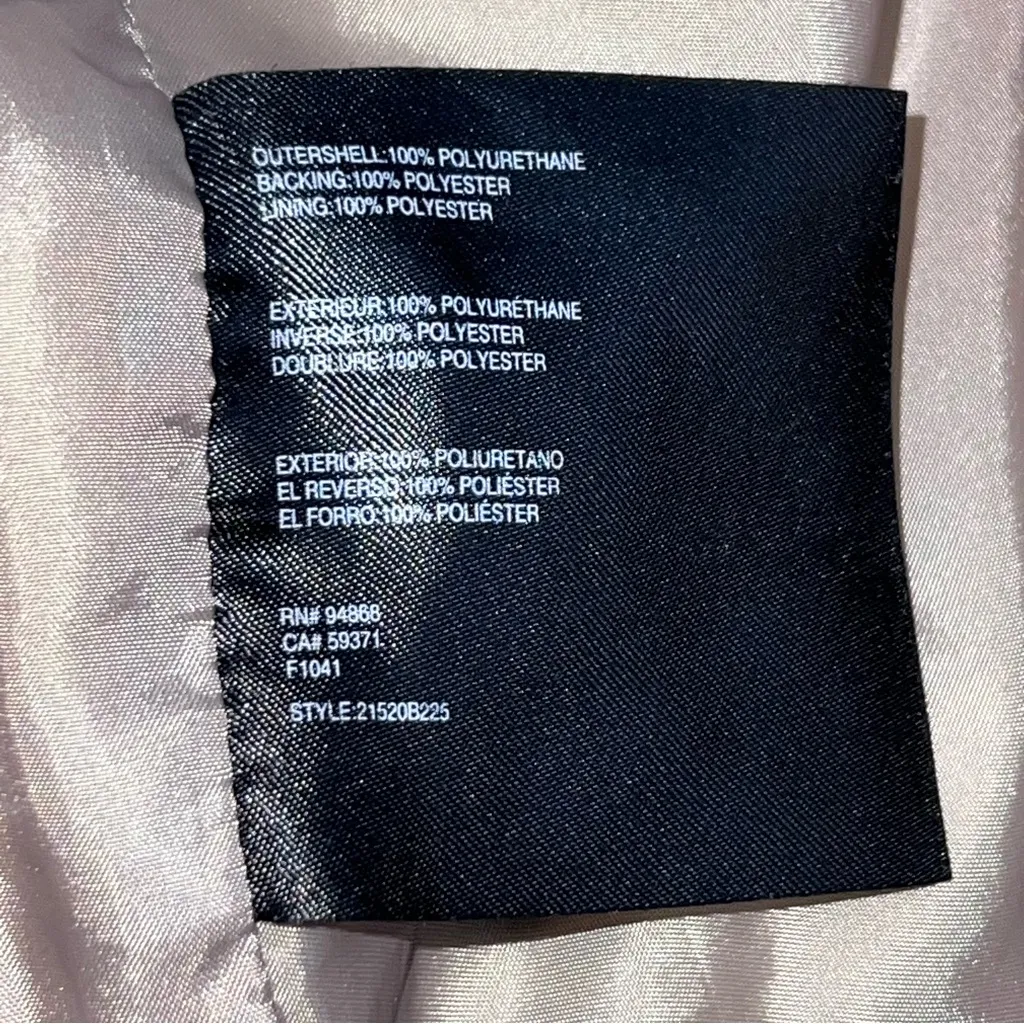 OUTERSHELL:100% POLYURETHANE
BACKING:100% POLYESTER
LINING:100% POLYESTER
EXTERIEUR:100% POLYURÉTHANE
INVERSE:100% POLYESTER
DOUBLURE:100% POLYESTER
EXTERIOR:100% POLIURETANO
EL REVERSO:100% POLIÉSTER
EL FORRO:100% POLIÉSTER
RN# 94868
CA# 59371
F1041
STYLE:21520B225